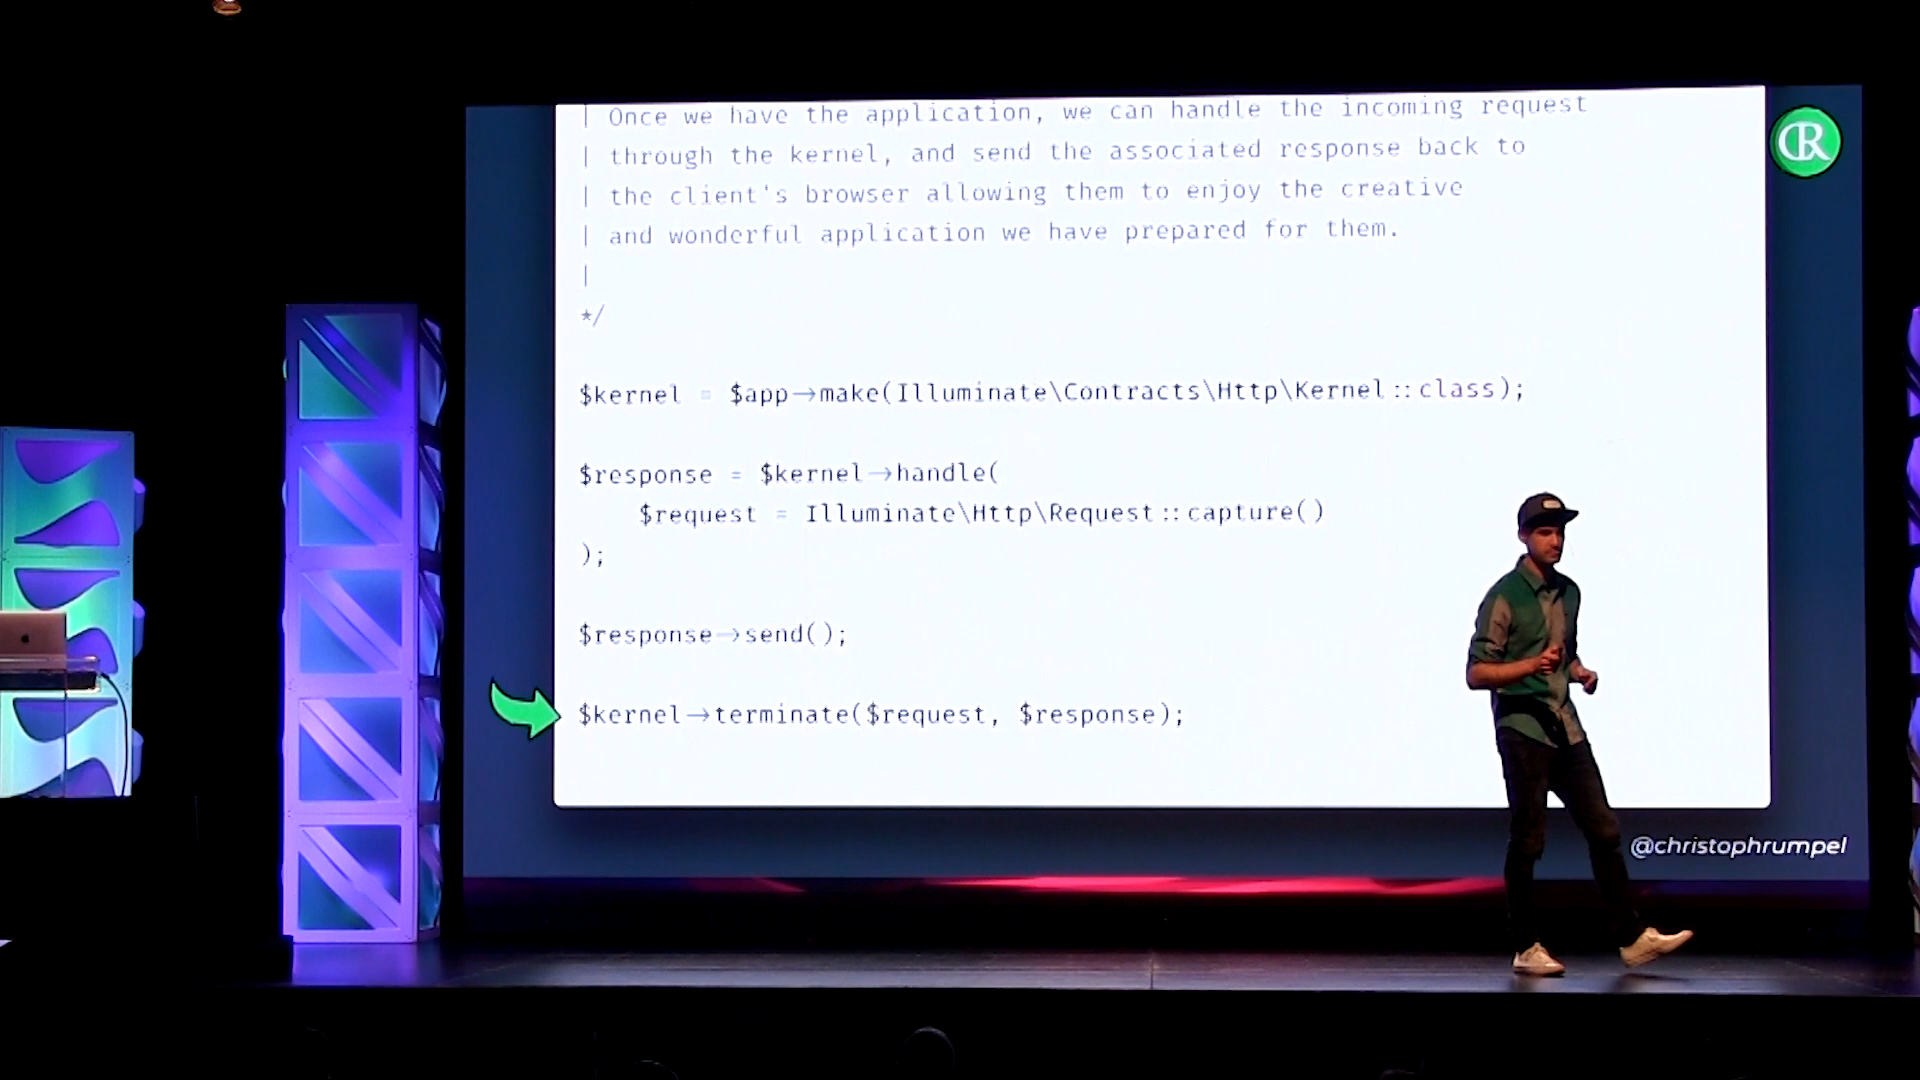 | Once we have the application, we can handle the incoming request
| through the kernel, and send the associated response back to
| the client's browser allowing them to enjoy the creative
| and wonderful application we have prepared for them.
|
*/
$kernel = $app->make(Illuminate\Contracts\Http\Kernel::class);
$response = $kernel->handle(
$request = Illuminate\Http\Request::capture()
);
$response->send();
$kernel->terminate($request, $response);
@christophrumpel
CR